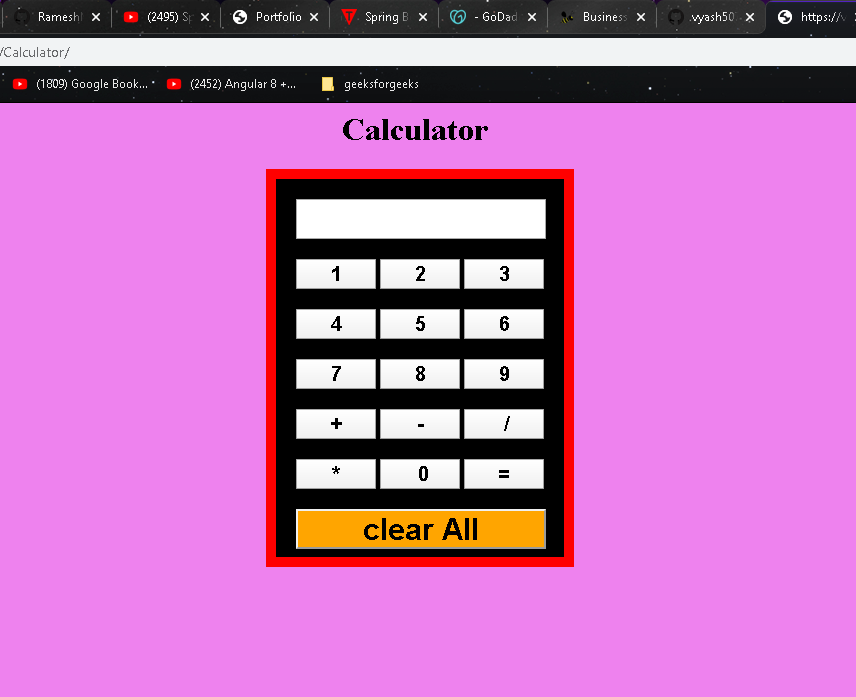 Ramesh (2495) Sp Portfolio Spring B - GoDad Business .vyash50 https://v
/Calculator/
(1809) Google Book... (2452) Angular 8 +... geeksforgeeks
Calculator
1 2 3
4 5 6
7 8 9
+ - /
* 0 =
clear All